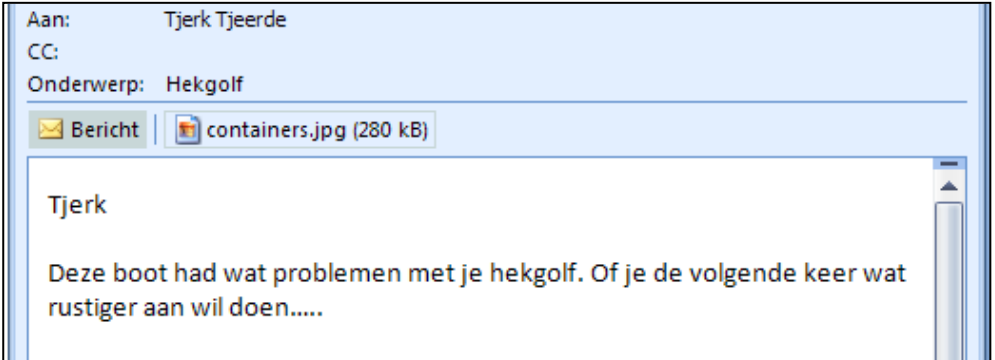 Aan: Tjerk Tjeerde
CC:
Onderwerp: Hekgolf
Bericht containers.jpg (280 kB)
Tjerk
Deze boot had wat problemen met je hekgolf. Of je de volgende keer wat
rustiger aan wil doen.....